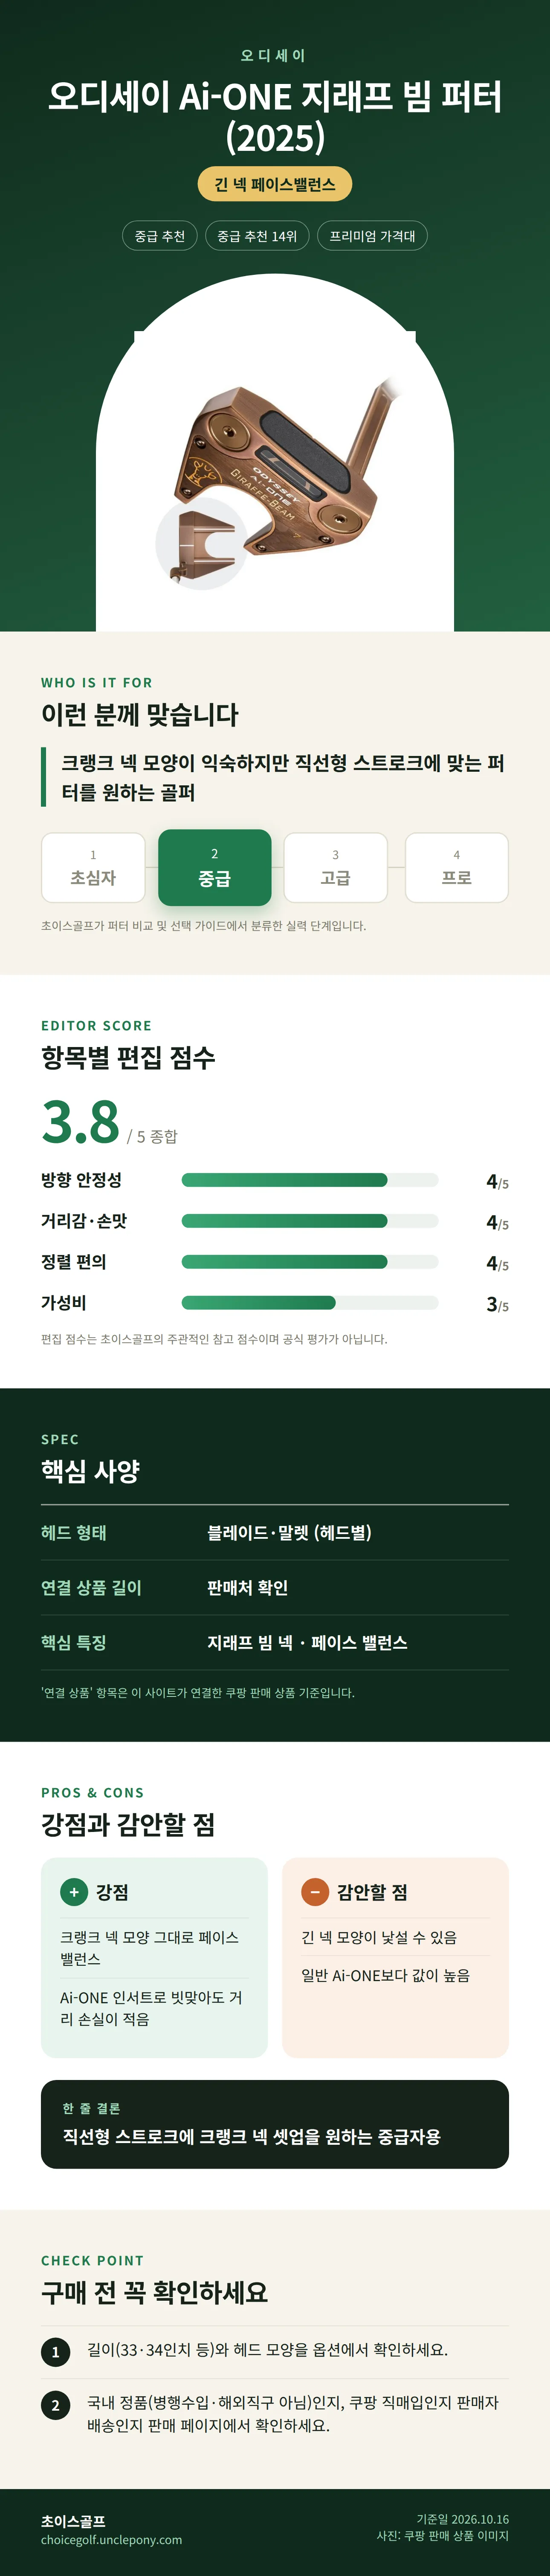 오디세이
오디세이 Ai-ONE 지래프 빔 퍼터
(2025)
긴 넥 페이스밸런스
중급 추천
중급 추천 14위
프리미엄 가격대
ODYSSEY
AI-ONE
GIRAFFE-BEAM
7
WHO IS IT FOR
이런 분께 맞습니다
크랭크 넥 모양이 익숙하지만 직선형 스트로크에 맞는 퍼
터를 원하는 골퍼
1
초심자
2
중급
3
고급
4
프로
초이스골프가 퍼터 비교 및 선택 가이드에서 분류한 실력 단계입니다.
EDITOR SCORE
항목별 편집 점수
3.8 / 5 종합
방향 안정성 4/5
거리감·손맛 4/5
정렬 편의 4/5
가성비 3/5
편집 점수는 초이스골프의 주관적인 참고 점수이며 공식 평가가 아닙니다.
SPEC
핵심 사양
헤드 형태 블레이드·말렛 (헤드별)
연결 상품 길이 판매처 확인
핵심 특징 지래프 빔 넥 · 페이스 밸런스
'연결 상품' 항목은 이 사이트가 연결한 쿠팡 판매 상품 기준입니다.
PROS & CONS
강점과 감안할 점
+ 강점
크랭크 넥 모양 그대로 페이스
밸런스
Ai-ONE 인서트로 빗맞아도 거
리 손실이 적음
− 감안할 점
긴 넥 모양이 낯설 수 있음
일반 Ai-ONE보다 값이 높음
한 줄 결론
직선형 스트로크에 크랭크 넥 셋업을 원하는 중급자용
CHECK POINT
구매 전 꼭 확인하세요
1 길이(33·34인치 등)와 헤드 모양을 옵션에서 확인하세요.
2 국내 정품(병행수입·해외직구 아님)인지, 쿠팡 직매입인지 판매자
배송인지 판매 페이지에서 확인하세요.
초이스골프
choicegolf.unclepony.com
기준일 2026.10.16
사진: 쿠팡 판매 상품 이미지